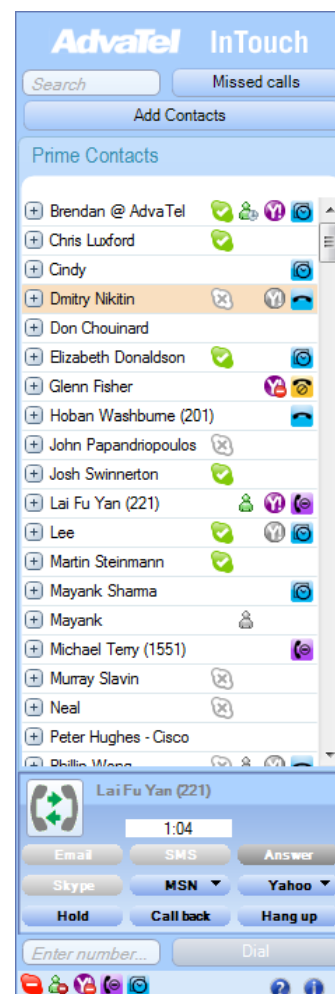 AdvaTel InTouch
Search Missed calls
Add Contacts
Prime Contacts
Brendan @ AdvaTel
Chris Luxford
Cindy
Dmitry Nikitin
Don Chouinard
Elizabeth Donaldson
Glenn Fisher
Hoban Washburne (201)
John Papandriopoulos
Josh Swinnerton
Lai Fu Yan (221)
Lee
Martin Steinmann
Mayank Sharma
Mayank
Michael Terry (1551)
Murray Slavin
Neal
Peter Hughes - Cisco
Phillip Wong
Lai Fu Yan (221)
1:04
Email SMS Answer
Skype MSN Yahoo
Hold Call back Hang up
Enter number... Dial